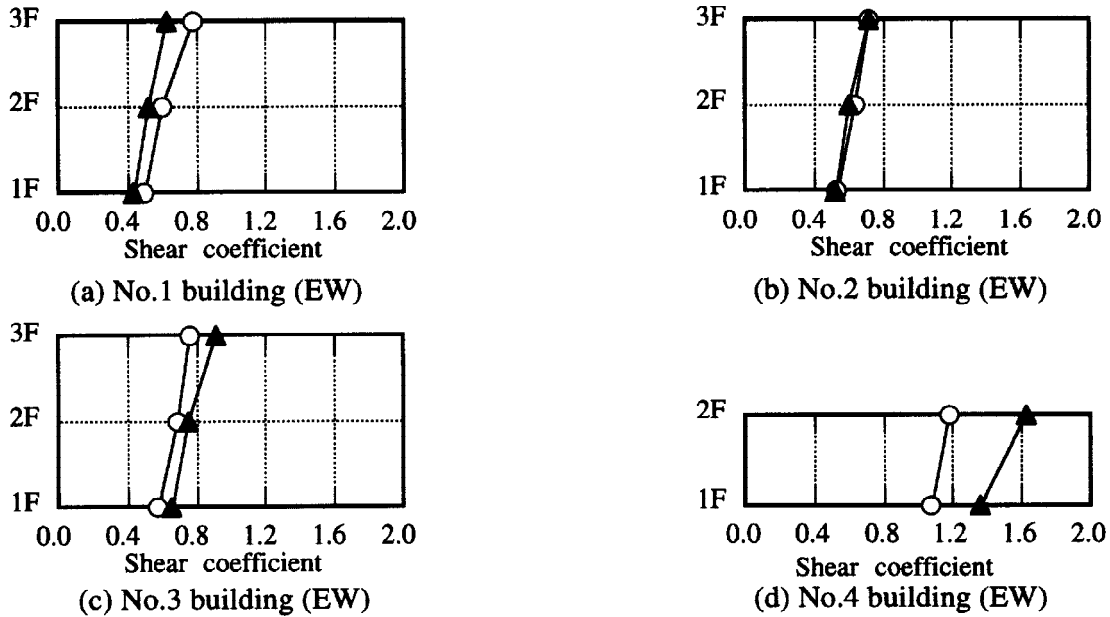 3F
2F
1F
0.0 0.4 0.8 1.2 1.6 2.0
Shear coefficient
(a) No.1 building (EW)
3F
2F
1F
0.0 0.4 0.8 1.2 1.6 2.0
Shear coefficient
(b) No.2 building (EW)
3F
2F
1F
0.0 0.4 0.8 1.2 1.6 2.0
Shear coefficient
(c) No.3 building (EW)
2F
1F
0.0 0.4 0.8 1.2 1.6 2.0
Shear coefficient
(d) No.4 building (EW)